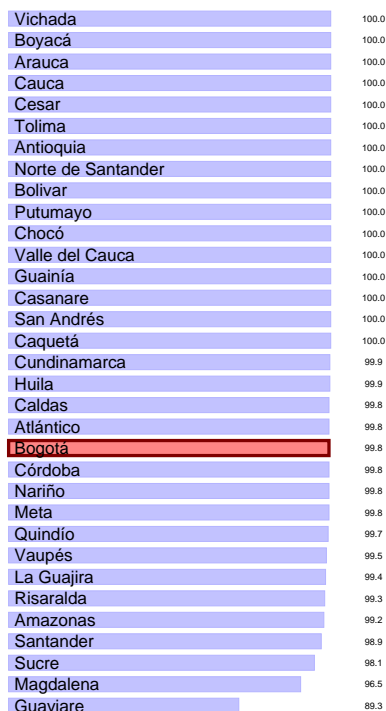 Vichada 100.0
Boyacá 100.0
Arauca 100.0
Cauca 100.0
Cesar 100.0
Tolima 100.0
Antioquia 100.0
Norte de Santander 100.0
Bolivar 100.0
Putumayo 100.0
Chocó 100.0
Valle del Cauca 100.0
Guainía 100.0
Casanare 100.0
San Andrés 100.0
Caquetá 100.0
Cundinamarca 99.9
Huila 99.9
Caldas 99.8
Atlántico 99.8
Bogotá 99.8
Córdoba 99.8
Nariño 99.8
Meta 99.8
Quindío 99.7
Vaupés 99.5
La Guajira 99.4
Risaralda 99.3
Amazonas 99.2
Santander 98.9
Sucre 98.1
Magdalena 96.5
Guaviare 89.3